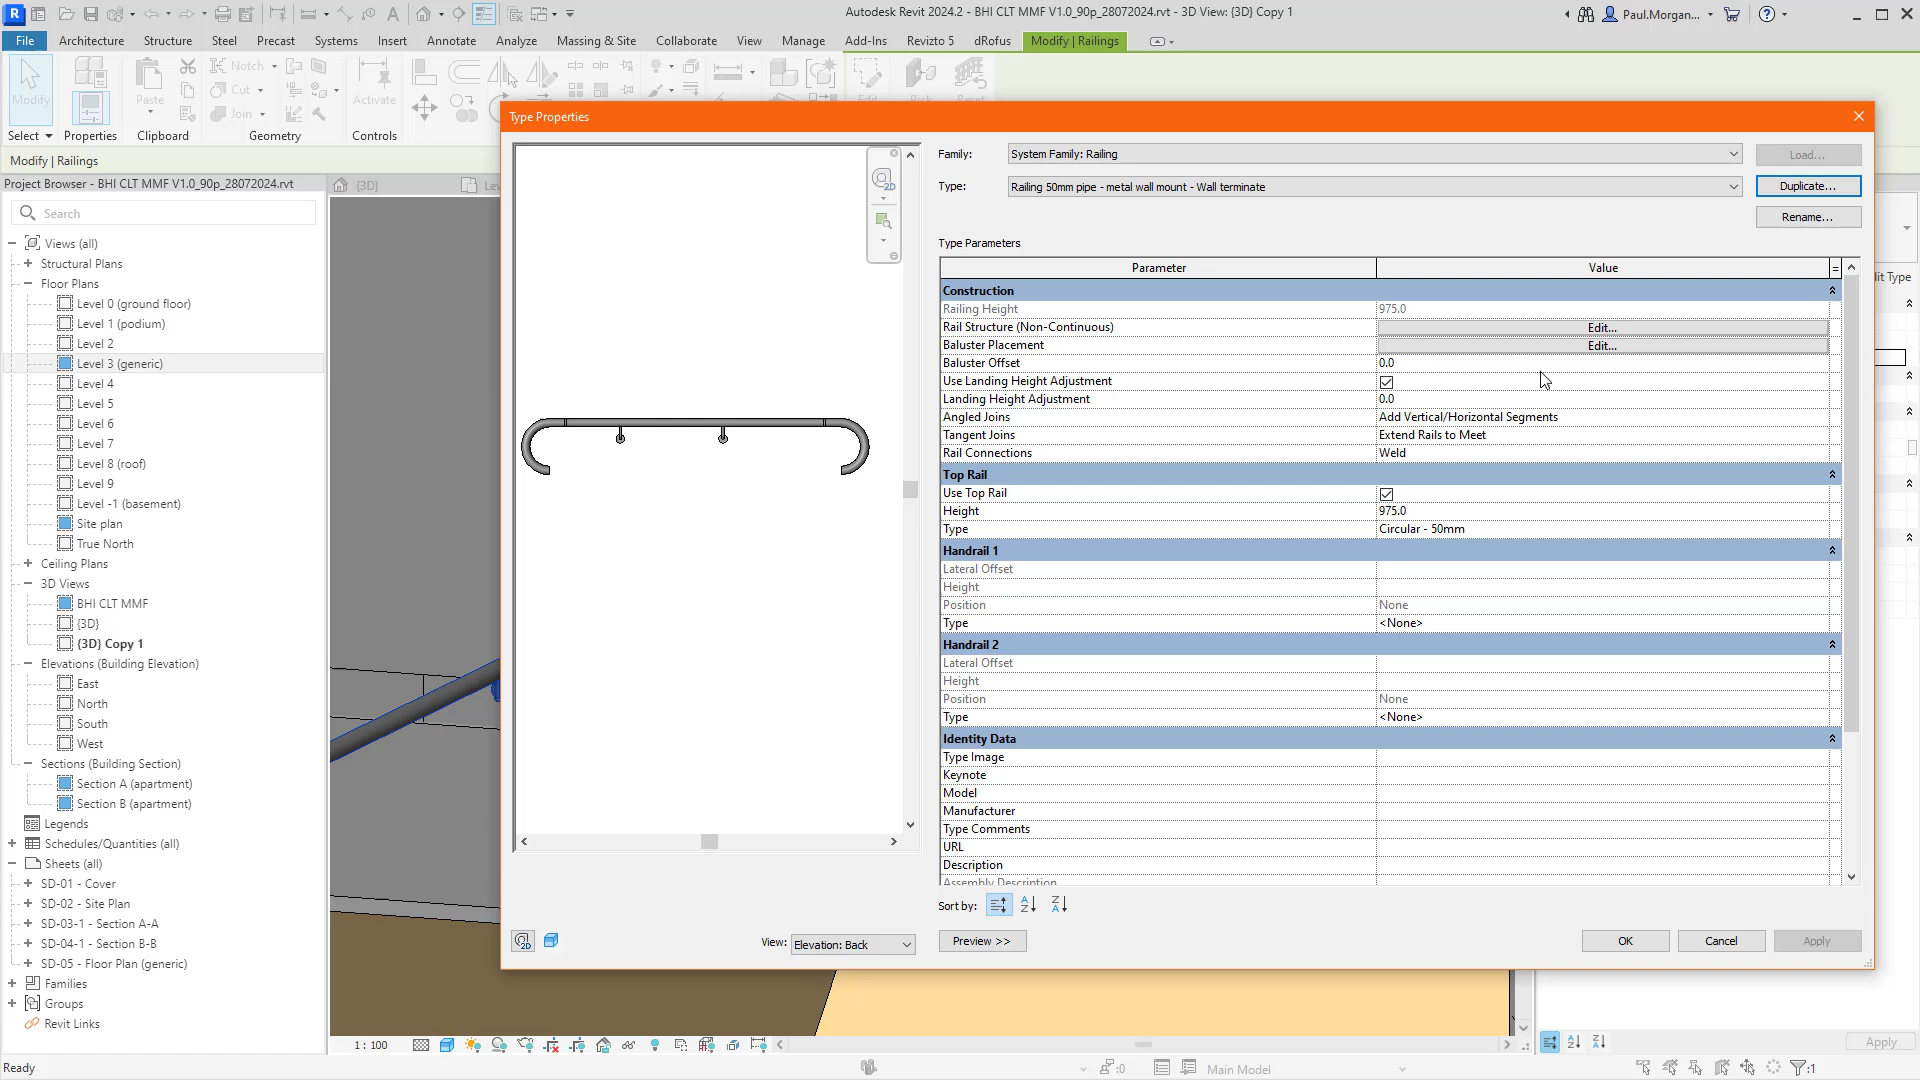 Autodesk Revit 2024.2 - BHI CLT MMF V1.0_90p_28072024.rvt - 3D View: {3D} Copy 1
Paul.Morgan...
File Architecture Structure Steel Precast Systems Insert Annotate Analyze Massing & Site Collaborate View Manage Add-Ins Revizto 5 dRofus Modify | Railings
Modify
Paste
Notch
Cut
Join
Activate
Select Properties Clipboard Geometry Controls
Modify | Railings
Project Browser - BHI CLT MMF V1.0_90p_28072024.rvt
{3D}
Search
Views (all)
Structural Plans
Floor Plans
Level 0 (ground floor)
Level 1 (podium)
Level 2
Level 3 (generic)
Level 4
Level 5
Level 6
Level 7
Level 8 (roof)
Level 9
Level -1 (basement)
Site plan
True North
Ceiling Plans
3D Views
BHI CLT MMF
{3D}
{3D} Copy 1
Elevations (Building Elevation)
East
North
South
West
Sections (Building Section)
Section A (apartment)
Section B (apartment)
Legends
Schedules/Quantities (all)
Sheets (all)
SD-01 - Cover
SD-02 - Site Plan
SD-03-1 - Section A-A
SD-04-1 - Section B-B
SD-05 - Floor Plan (generic)
Families
Groups
Revit Links
Type Properties
Family: System Family: Railing Load...
Type: Railing 50mm pipe - metal wall mount - Wall terminate Duplicate...
Rename...
Type Parameters
Parameter Value =
Construction
Railing Height 975.0
Rail Structure (Non-Continuous) Edit...
Baluster Placement Edit...
Baluster Offset 0.0
Use Landing Height Adjustment
Landing Height Adjustment 0.0
Angled Joins Add Vertical/Horizontal Segments
Tangent Joins Extend Rails to Meet
Rail Connections Weld
Top Rail
Use Top Rail
Height 975.0
Type Circular - 50mm
Handrail 1
Lateral Offset
Height
Position None
Type <None>
Handrail 2
Lateral Offset
Height
Position None
Type <None>
Identity Data
Type Image
Keynote
Model
Manufacturer
Type Comments
URL
Description
Assembly Description
Sort by:
View: Elevation: Back Preview >> OK Cancel Apply
Type
1 : 100
Apply
Ready
:0
Main Model
:1